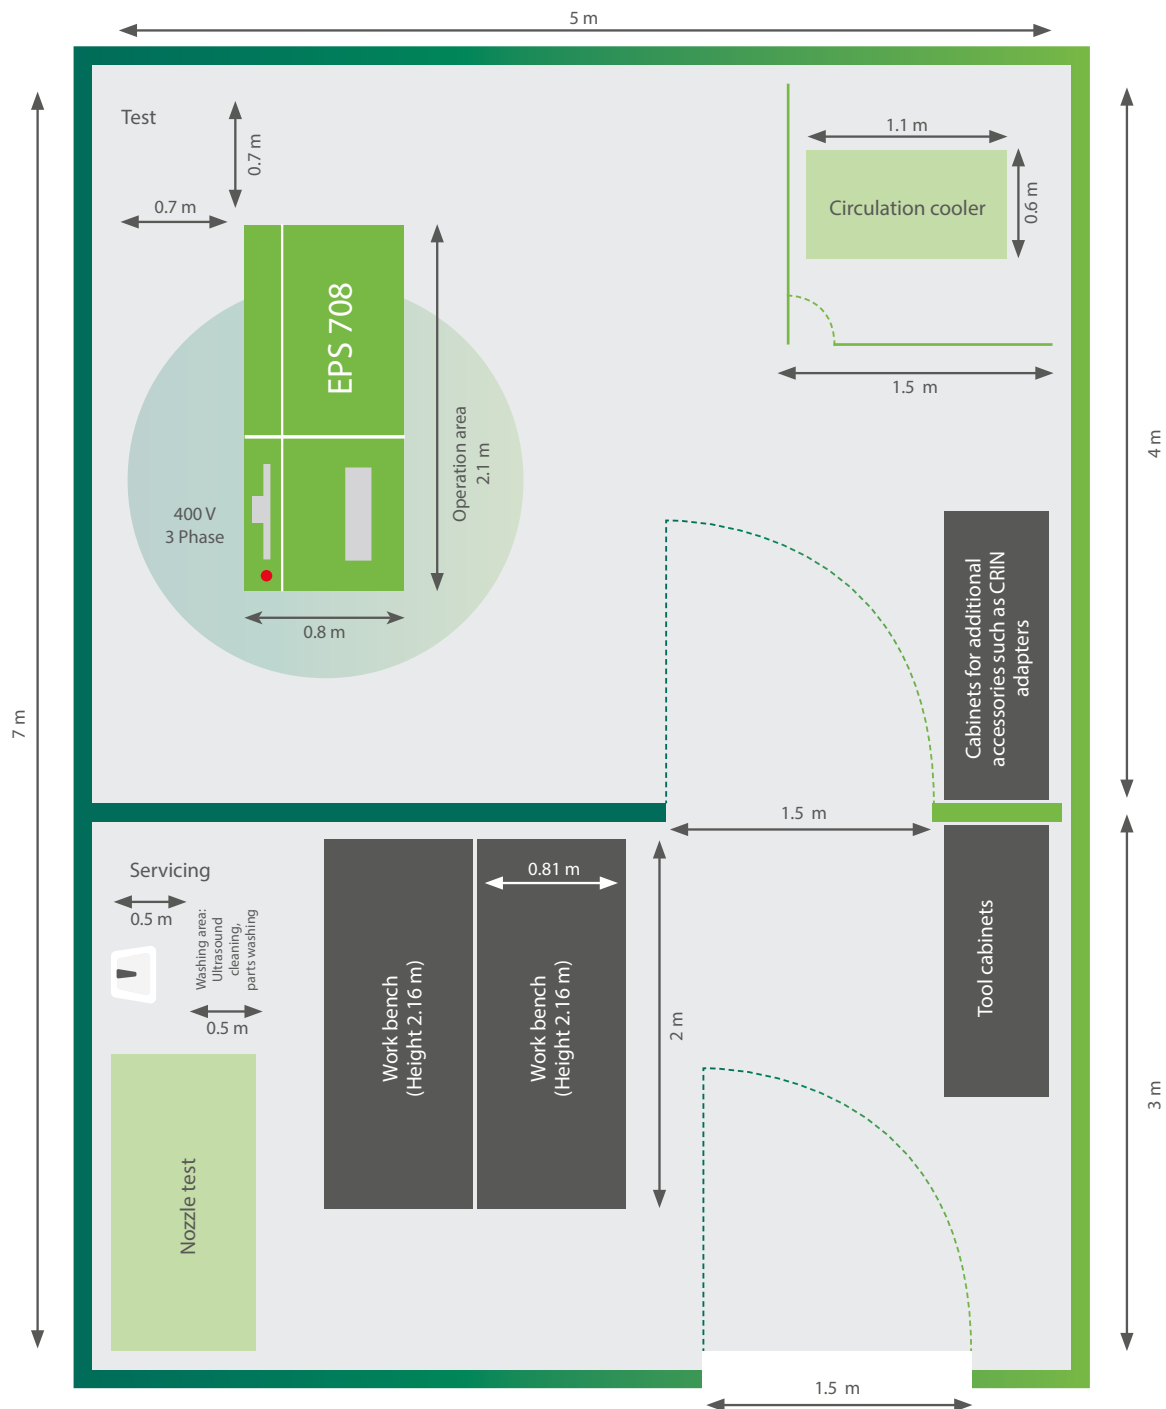 5 m
Test
0.7 m
0.7 m
1.1 m
Circulation cooler
0.6 m
1.5 m
EPS 708
Operation area
2.1 m
400 V
3 Phase
0.8 m
4 m
7 m
Cabinets for additional
accessories such as CRIN
adapters
1.5 m
Servicing
0.5 m
Washing area:
Ultrasound
cleaning,
parts washing
0.5 m
0.81 m
Work bench
(Height 2.16 m)
Work bench
(Height 2.16 m)
2 m
Tool cabinets
3 m
Nozzle test
1.5 m